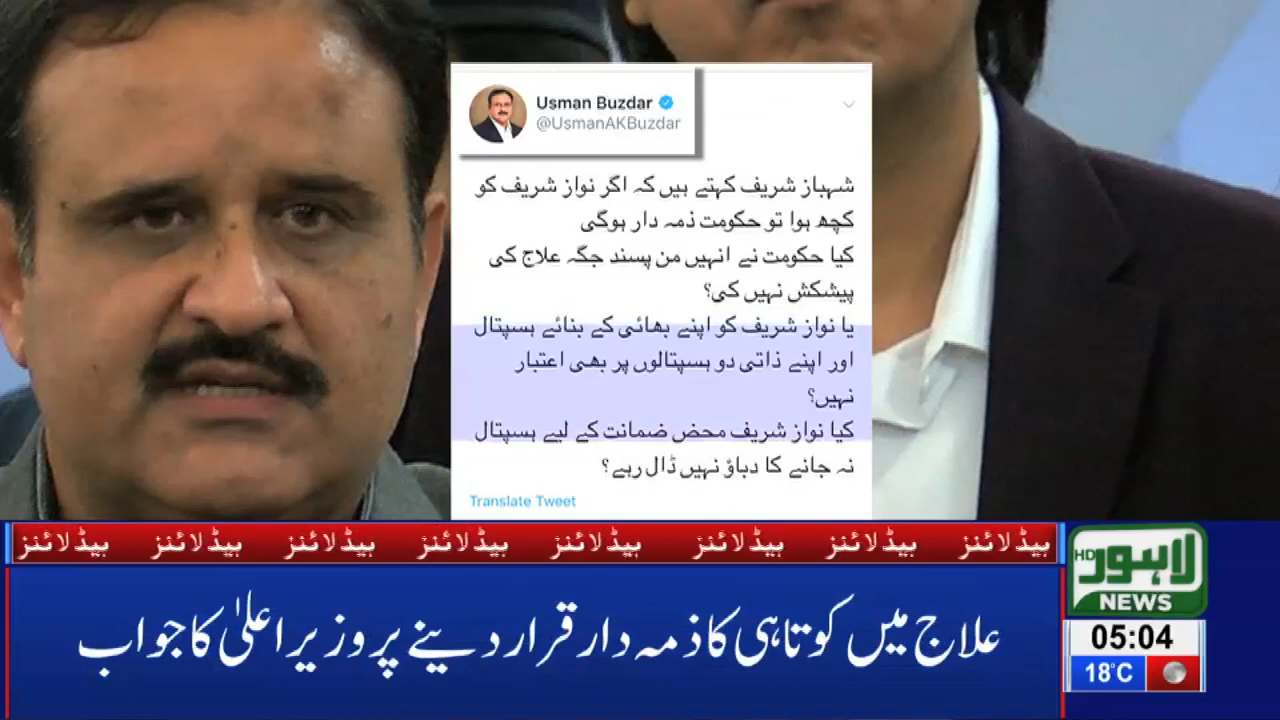 Usman Buzdar
@UsmanAKBuzdar
شہباز شریف کہتے ہیں کہ اگر نواز شریف کو
کچھ ہوا تو حکومت ذمہ دار ہوگی
کیا حکومت نے انہیں من پسند جگہ علاج کی
پیشکش نہیں کی؟
یا نواز شریف کو اپنے بھائی کے بنائے ہسپتال
اور اپنے ذاتی دو ہسپتالوں پر بھی اعتبار
نہیں؟
کیا نواز شریف محض ضمانت کے لیے ہسپتال
نہ جانے کا دباؤ نہیں ڈال رہے؟
Translate Tweet
ہیڈلائنز ہیڈلائنز ہیڈلائنز ہیڈلائنز ہیڈلائنز ہیڈلائنز ہیڈلائنز ہیڈلائنز
علاج میں کوتاہی کا ذمہ دار قرار دینے پر وزیراعلیٰ کا جواب
HD لاہور
NEWS
05:04
18°C